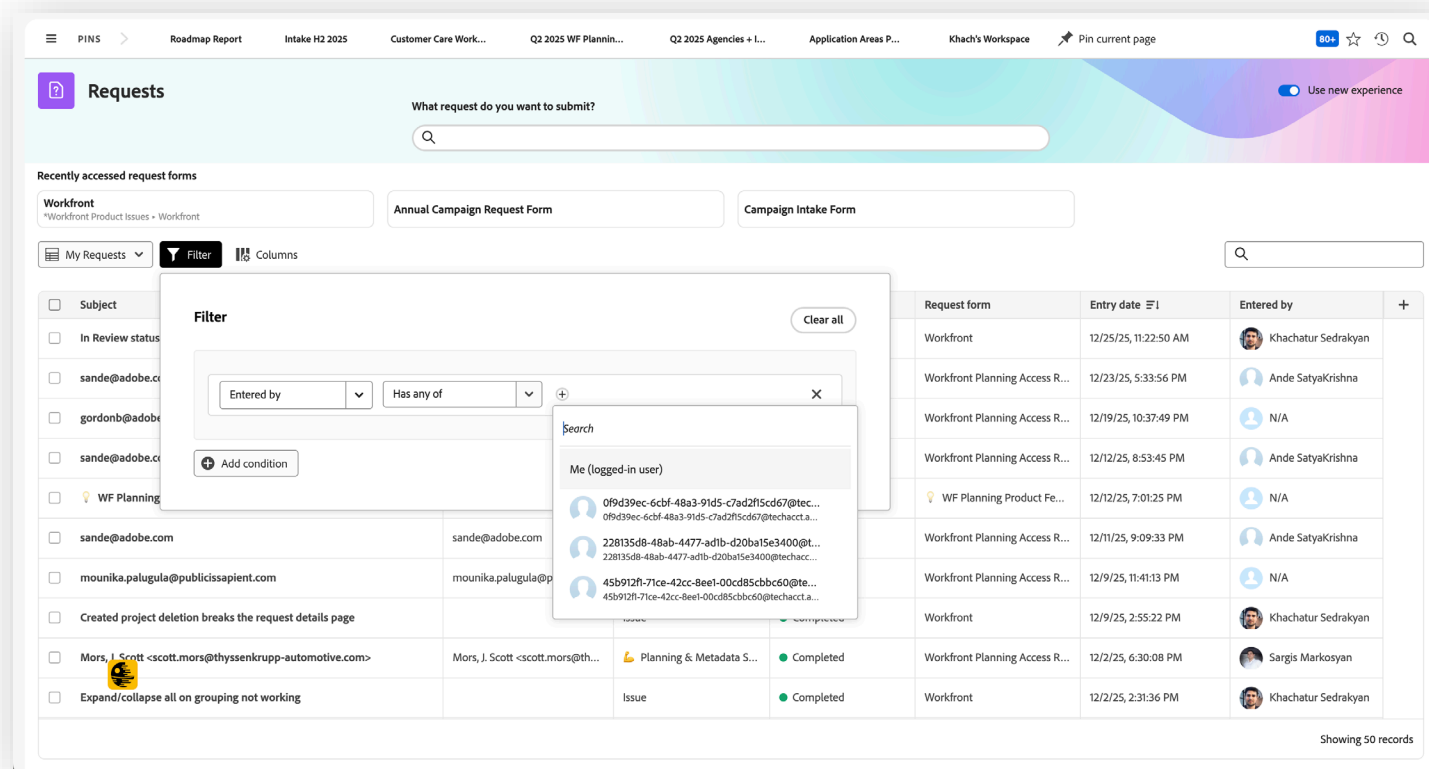 PINS Roadmap Report Intake H2 2025 Customer Care Work... Q2 2025 WF Plannin... Q2 2025 Agencies + I... Application Areas P... Khach's Workspace Pin current page 80+
Requests
Use new experience
What request do you want to submit?
Recently accessed request forms
Workfront
*Workfront Product Issues • Workfront
Annual Campaign Request Form
Campaign Intake Form
My Requests Filter Columns
Subject Request form Entry date Entered by +
Filter
Clear all
Entered by Has any of
Add condition
Search
Me (logged-in user)
0f9d39ec-6cbf-48a3-91d5-c7ad2f15cd67@tec...
0f9d39ec-6cbf-48a3-91d5-c7ad2f15cd67@techacct.a...
228135d8-48ab-4477-ad1b-d20ba15e3400@t...
228135d8-48ab-4477-ad1b-d20ba15e3400@techacc...
45b912f1-71ce-42cc-8ee1-00cd85cbbc60@te...
45b912f1-71ce-42cc-8ee1-00cd85cbbc60@techacct.a...
In Review status Workfront 12/25/25, 11:22:50 AM Khachatur Sedrakyan
sande@adobe.co Workfront Planning Access R... 12/23/25, 5:33:56 PM Ande SatyaKrishna
gordonb@adobe Workfront Planning Access R... 12/19/25, 10:37:49 PM N/A
sande@adobe.co Workfront Planning Access R... 12/12/25, 8:53:45 PM Ande SatyaKrishna
WF Planning WF Planning Product Fe... 12/12/25, 7:01:25 PM N/A
sande@adobe.com sande@adobe.com Workfront Planning Access R... 12/11/25, 9:09:33 PM Ande SatyaKrishna
mounika.palugula@publicissapient.com mounika.palugula@p Workfront Planning Access R... 12/9/25, 11:41:13 PM N/A
Created project deletion breaks the request details page Issue Completed Workfront 12/9/25, 2:55:22 PM Khachatur Sedrakyan
Mors, J. Scott <scott.mors@thyssenkrupp-automotive.com> Mors, J. Scott <scott.mors@th... Planning & Metadata S... Completed Workfront Planning Access R... 12/2/25, 6:30:08 PM Sargis Markosyan
Expand/collapse all on grouping not working Issue Completed Workfront 12/2/25, 2:31:36 PM Khachatur Sedrakyan
Showing 50 records